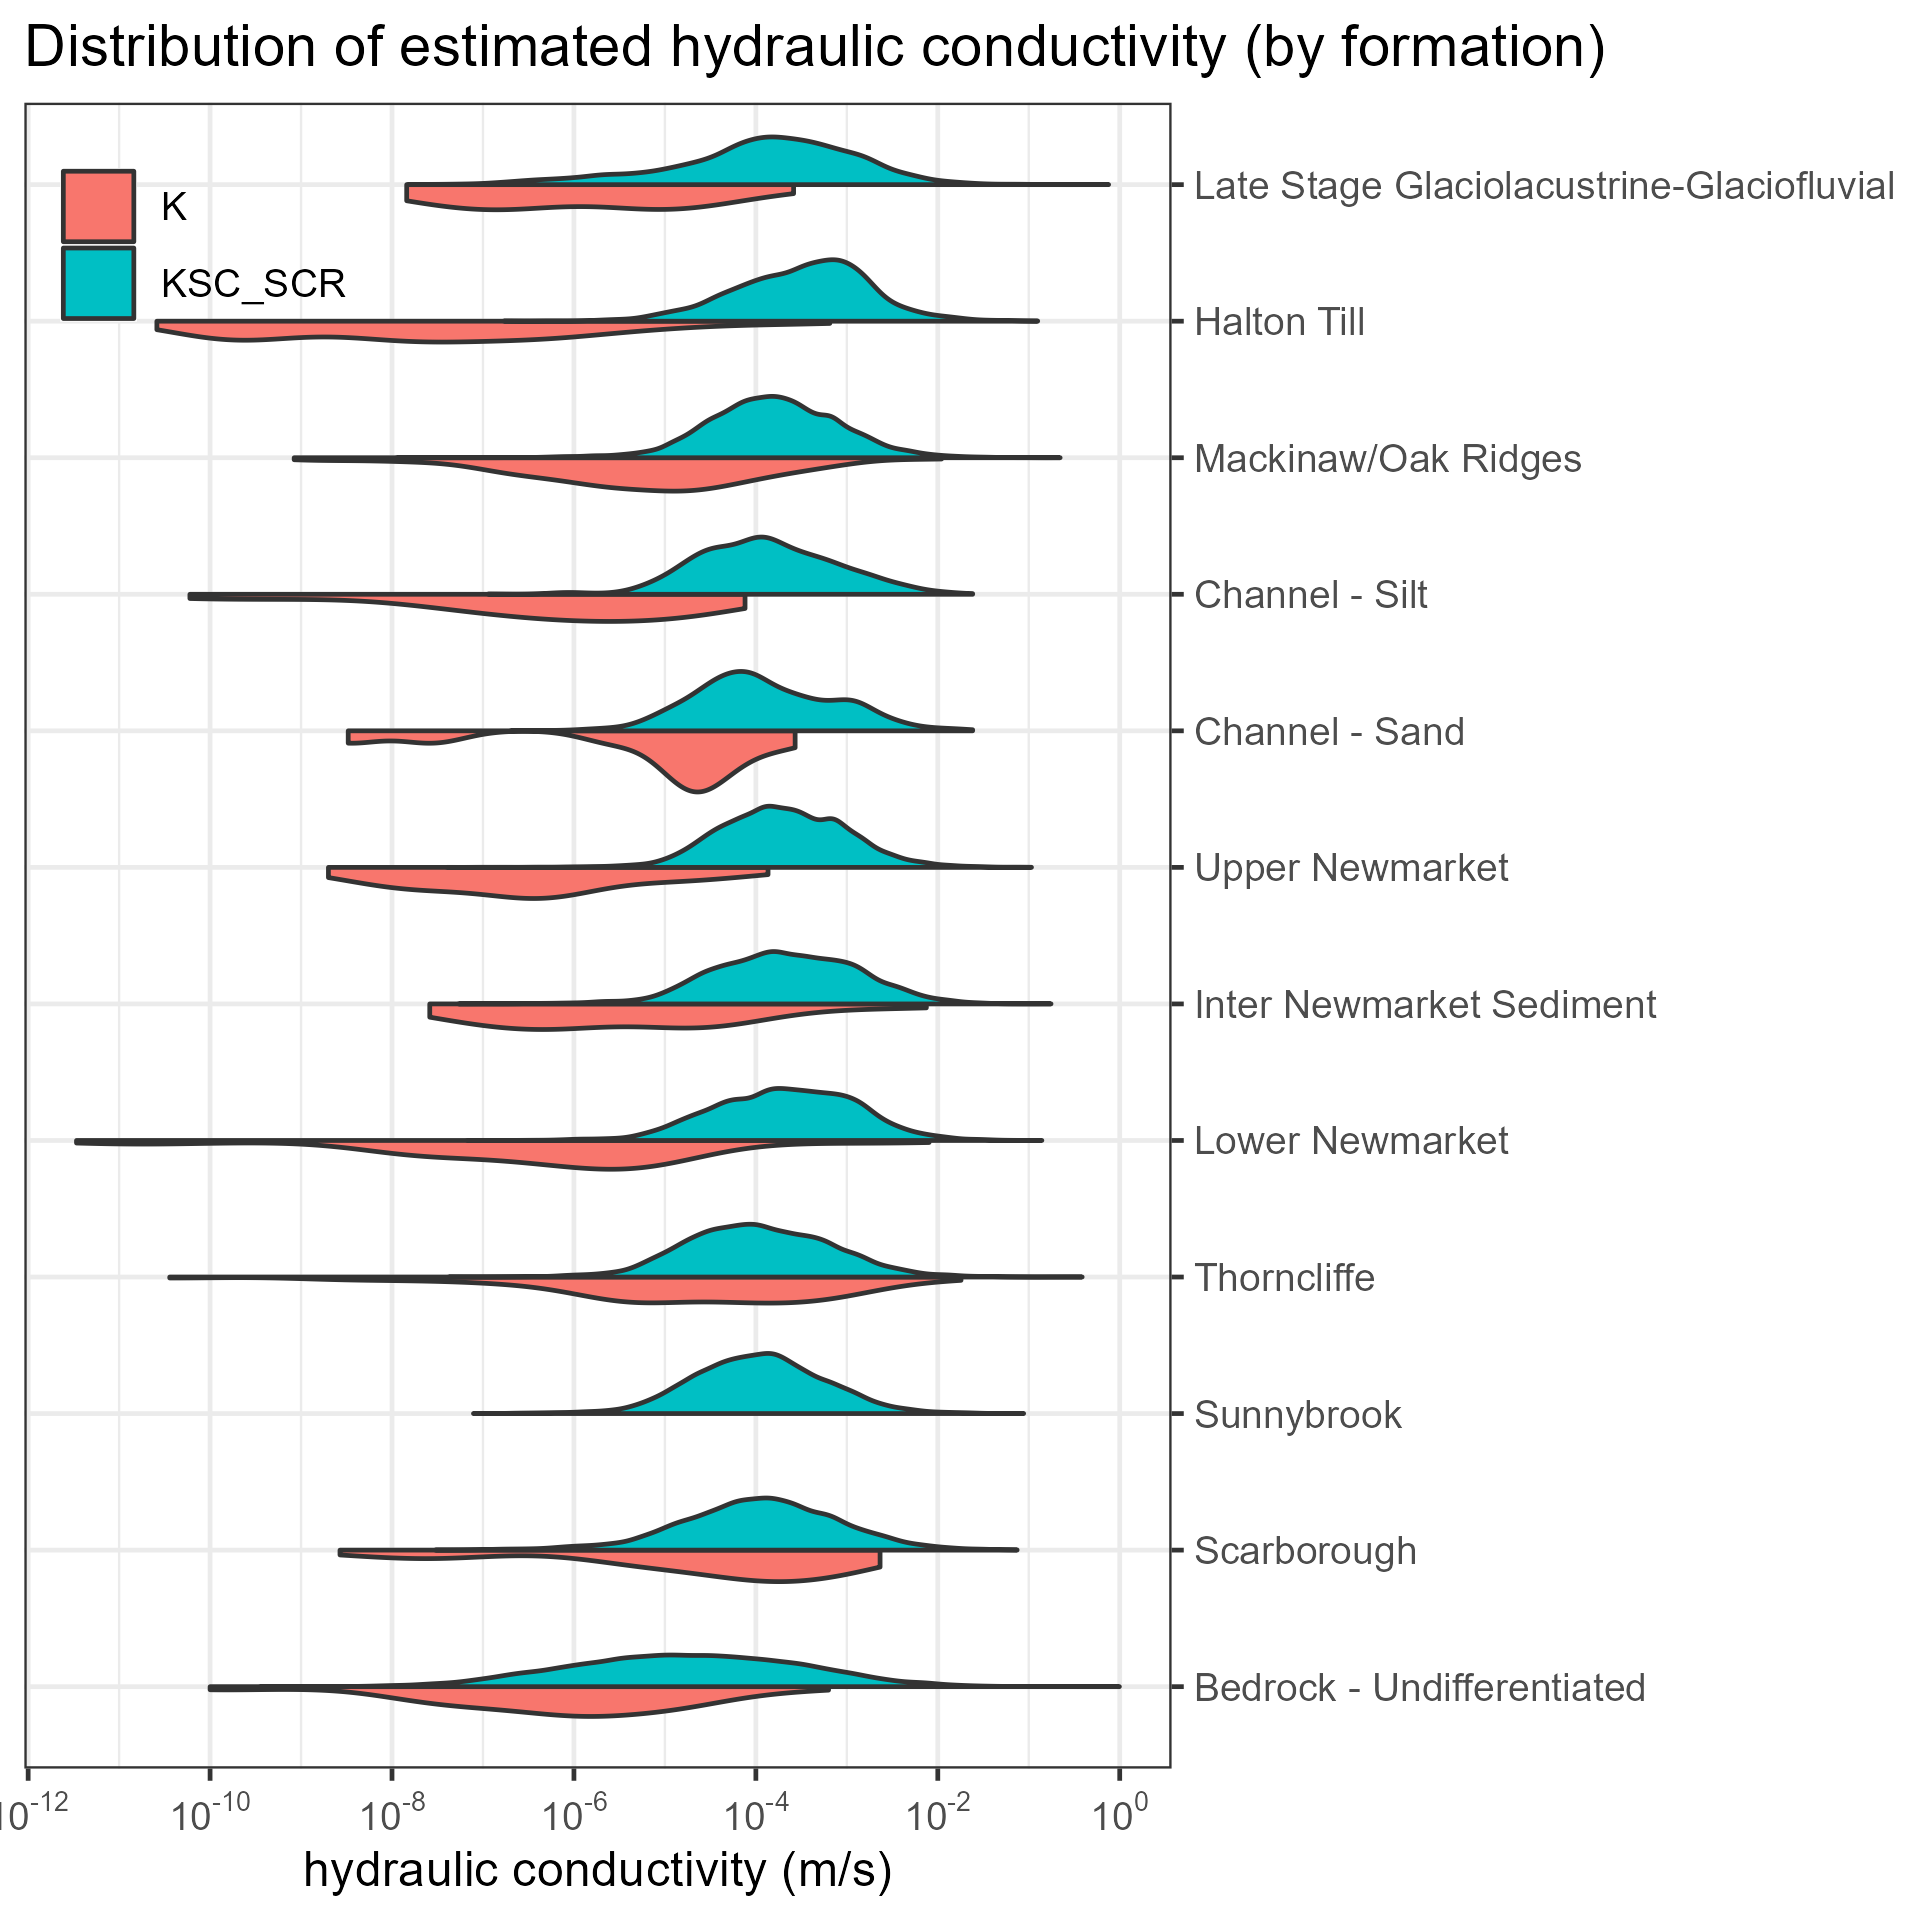 Distribution of estimated hydraulic conductivity (by formation)
K
KSC_SCR
Late Stage Glaciolacustrine-Glaciofluvial
Halton Till
Mackinaw/Oak Ridges
Channel - Silt
Channel - Sand
Upper Newmarket
Inter Newmarket Sediment
Lower Newmarket
Thorncliffe
Sunnybrook
Scarborough
Bedrock - Undifferentiated
10⁻¹² 10⁻¹⁰ 10⁻⁸ 10⁻⁶ 10⁻⁴ 10⁻² 10⁰
hydraulic conductivity (m/s)